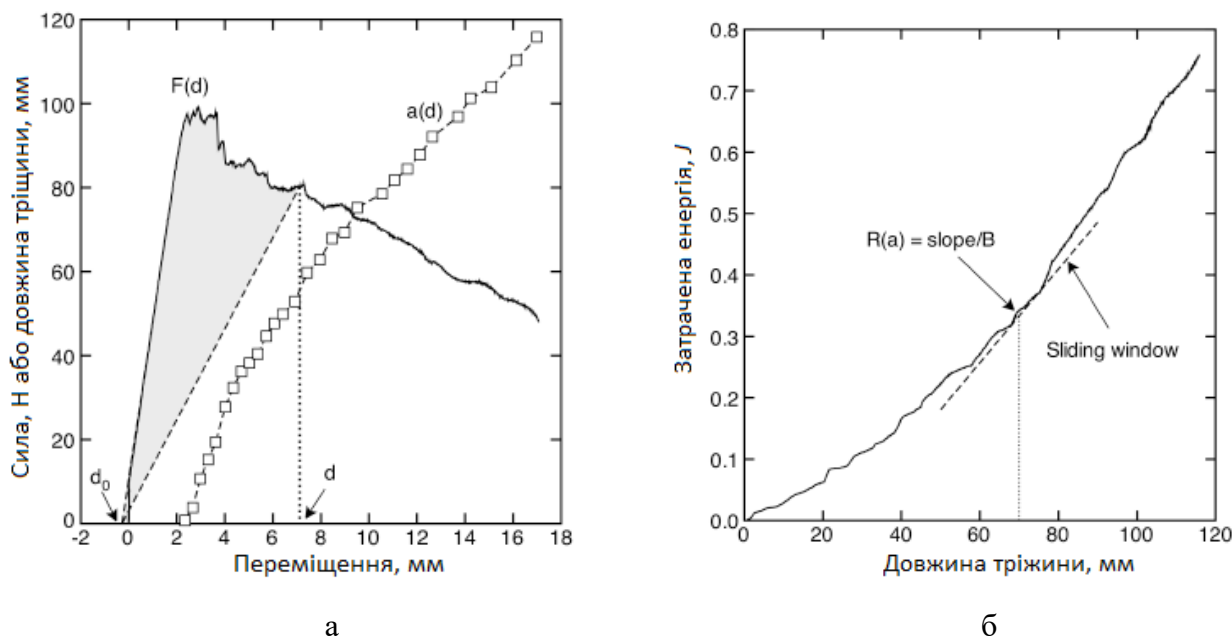 120
100
80
60
40
20
0
Сила, Н або довжина тріщини, мм
F(d)
a(d)
d0
d
-2 0 2 4 6 8 10 12 14 16 18
Переміщення, мм
а
0.8
0.7
0.6
0.5
0.4
0.3
0.2
0.1
0.0
Затрачена енергія, J
R(a) = slope/B
Sliding window
0 20 40 60 80 100 120
Довжина тріжини, мм
б